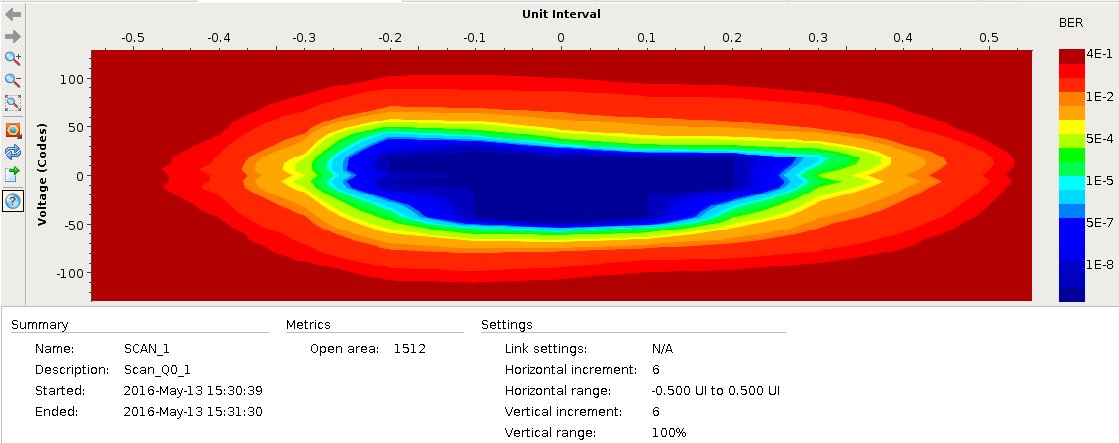 Unit Interval
-0.5 -0.4 -0.3 -0.2 -0.1 0 0.1 0.2 0.3 0.4 0.5
BER
Voltage (Codes)
100
50
0
-50
-100
4E-1
1E-2
5E-4
1E-5
5E-7
1E-8
Summary Metrics Settings
Name: SCAN_1 Open area: 1512 Link settings: N/A
Description: Scan_Q0_1 Horizontal increment: 6
Started: 2016-May-13 15:30:39 Horizontal range: -0.500 UI to 0.500 UI
Ended: 2016-May-13 15:31:30 Vertical increment: 6
Vertical range: 100%